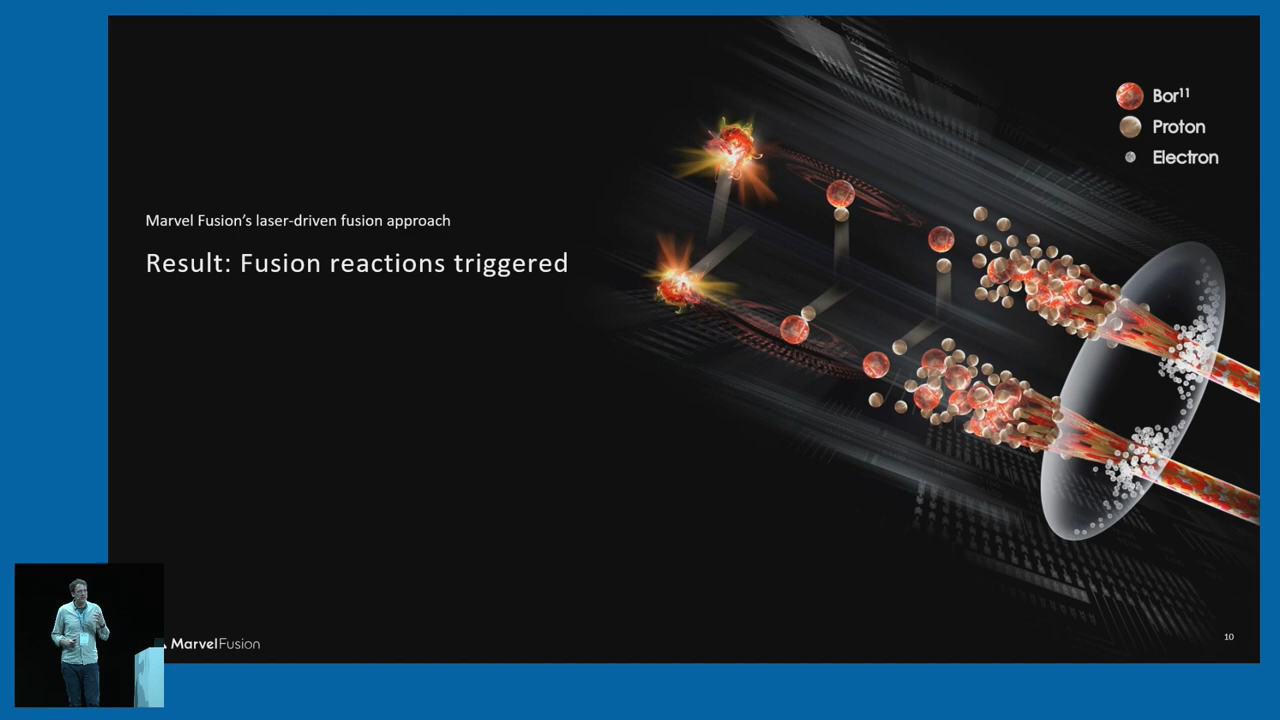 Bor¹¹
Proton
Electron
Marvel Fusion’s laser-driven fusion approach
Result: Fusion reactions triggered
MarvelFusion
10